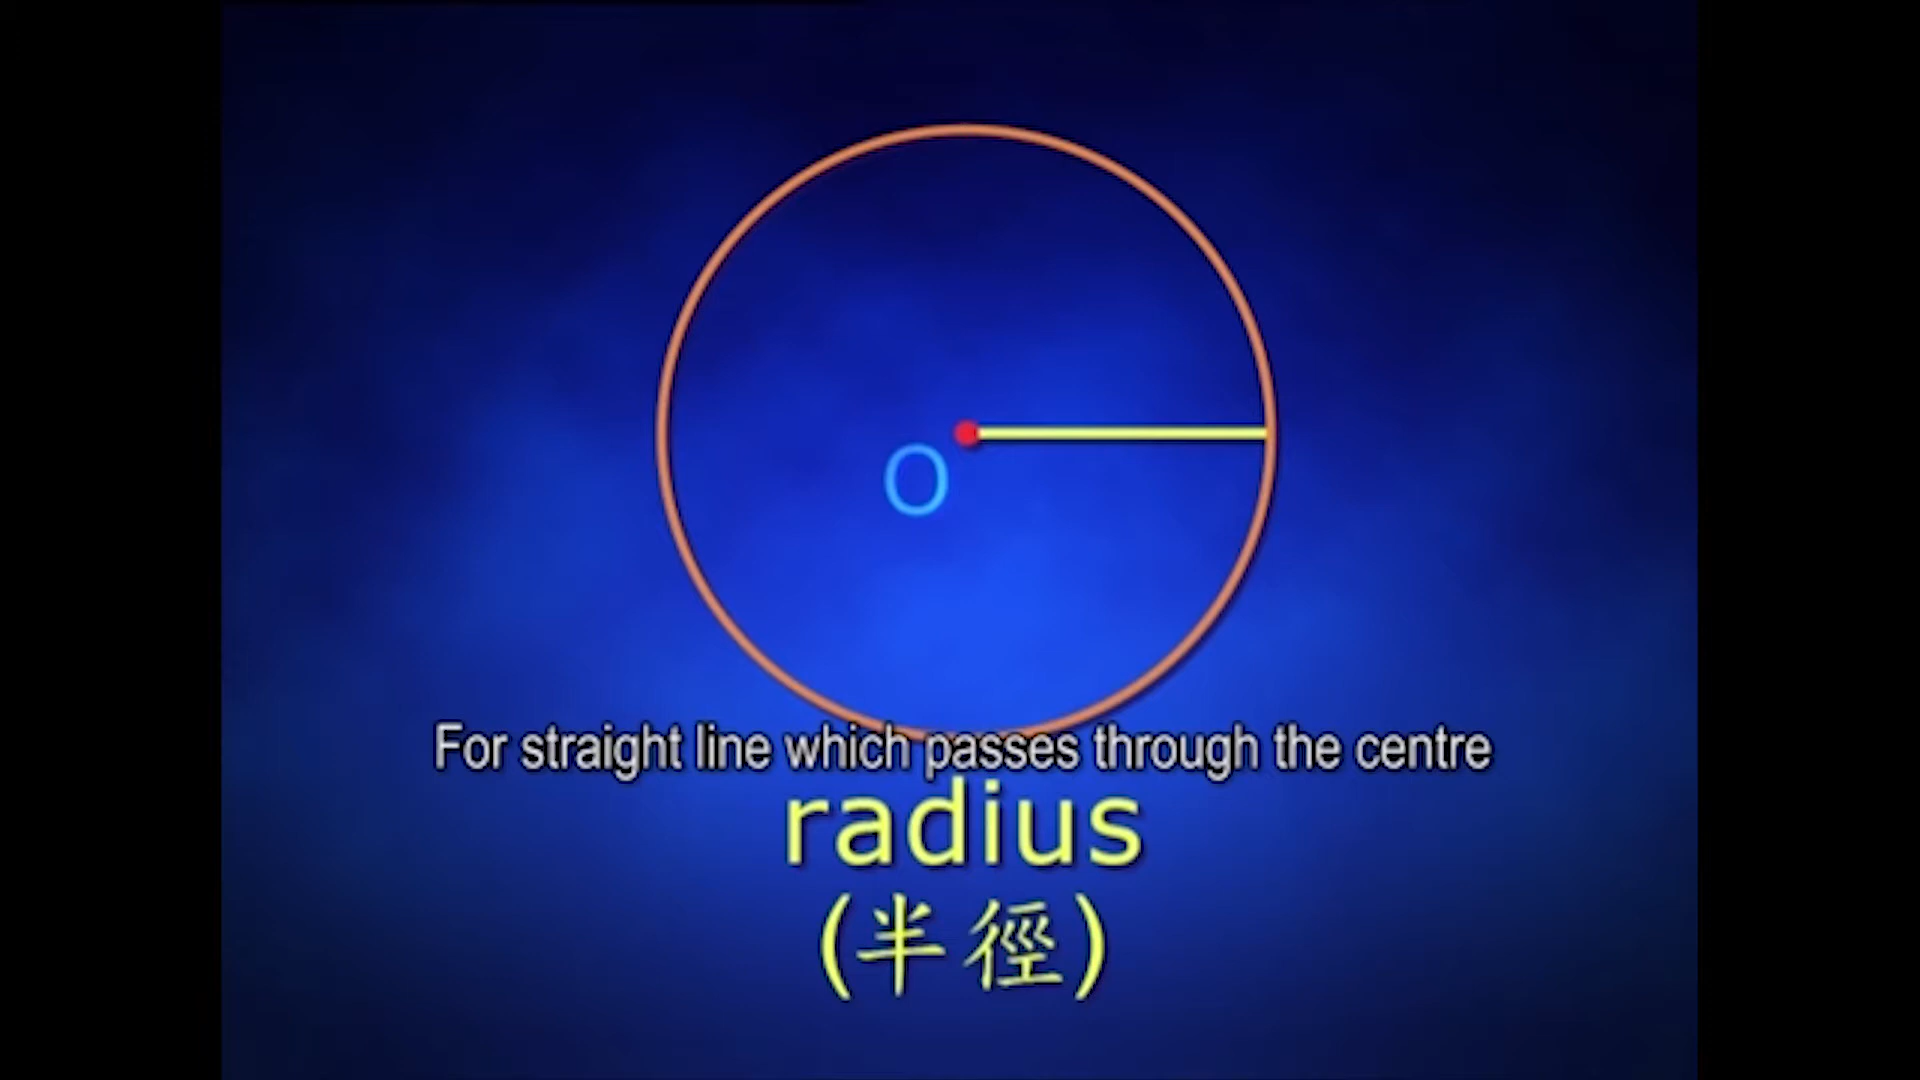 O
For straight line which passes through the centre
radius
(半徑)